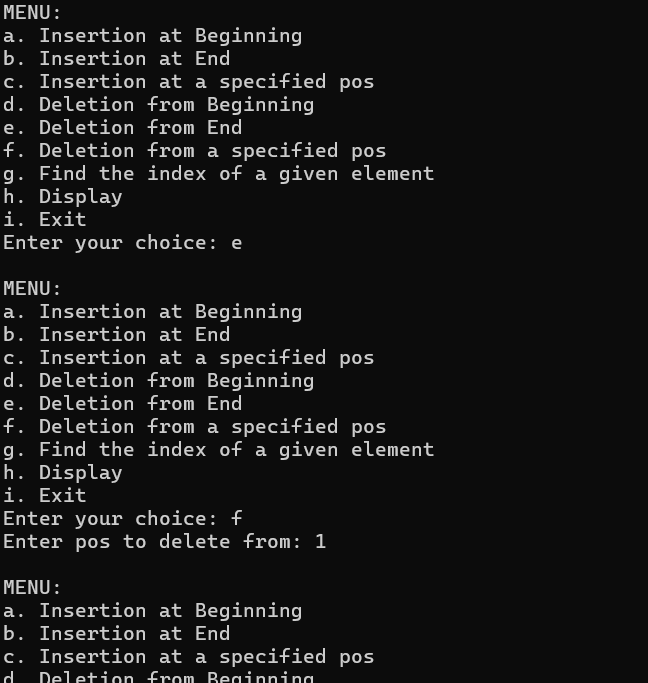 MENU:
a. Insertion at Beginning
b. Insertion at End
c. Insertion at a specified pos
d. Deletion from Beginning
e. Deletion from End
f. Deletion from a specified pos
g. Find the index of a given element
h. Display
i. Exit
Enter your choice: e
MENU:
a. Insertion at Beginning
b. Insertion at End
c. Insertion at a specified pos
d. Deletion from Beginning
e. Deletion from End
f. Deletion from a specified pos
g. Find the index of a given element
h. Display
i. Exit
Enter your choice: f
Enter pos to delete from: 1
MENU:
a. Insertion at Beginning
b. Insertion at End
c. Insertion at a specified pos
d. Deletion from Beginning